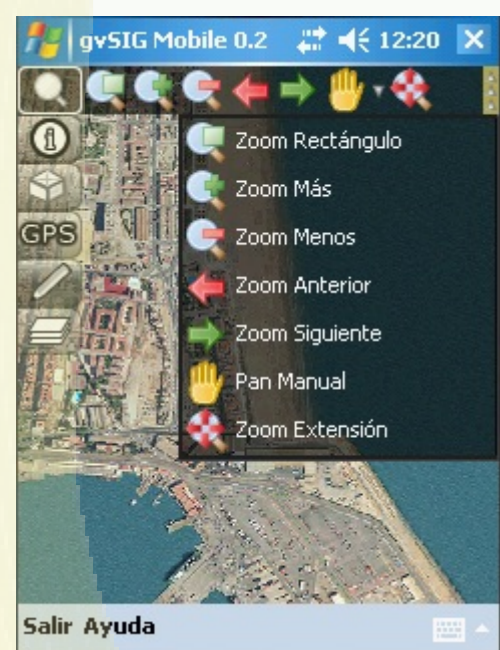 gvSIG Mobile 0.2 12:20
Zoom Rectángulo
Zoom Más
Zoom Menos
GPS
Zoom Anterior
Zoom Siguiente
Pan Manual
Zoom Extensión
Salir Ayuda